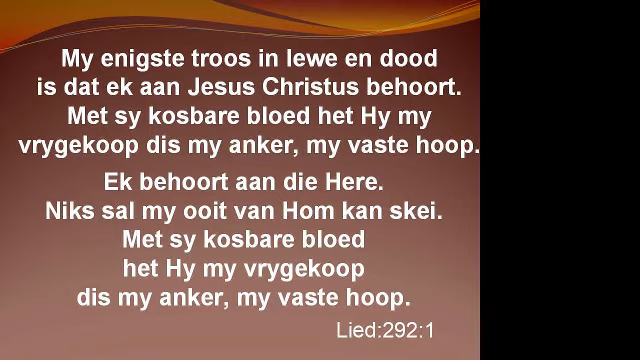 My enigste troos in lewe en dood
is dat ek aan Jesus Christus behoort.
Met sy kosbare bloed het Hy my
vrygekoop dis my anker, my vaste hoop.
Ek behoort aan die Here.
Niks sal my ooit van Hom kan skei.
Met sy kosbare bloed
het Hy my vrygekoop
dis my anker, my vaste hoop.
Lied:292:1